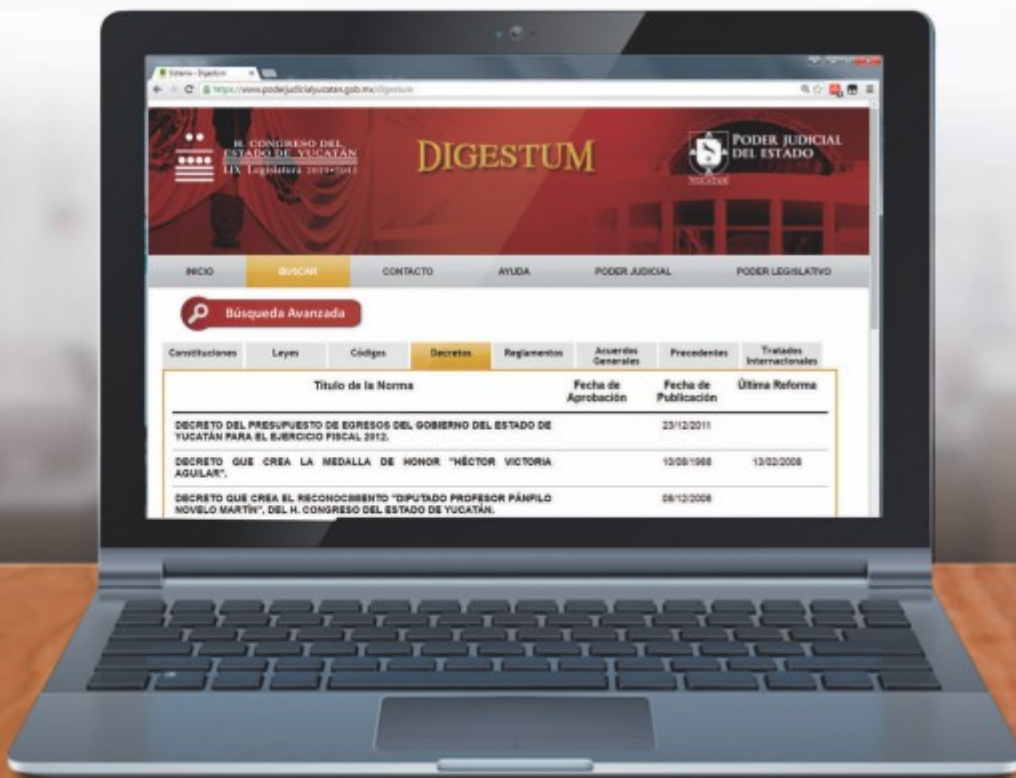 Sistema - Digestum
https://www.poderjudicialyucatan.gob.mx/digestum
H. CONGRESO DEL
ESTADO DE YUCATÁN
LIX Legislatura
DIGESTUM
PODER JUDICIAL
DEL ESTADO
YUCATÁN
INICIO BUSCAR CONTACTO AYUDA PODER JUDICIAL PODER LEGISLATIVO
Búsqueda Avanzada
Constituciones Leyes Códigos Decretos Reglamentos Acuerdos Generales Precedentes Tratados Internacionales
Título de la Norma Fecha de Aprobación Fecha de Publicación Última Reforma
DECRETO DEL PRESUPUESTO DE EGRESOS DEL GOBIERNO DEL ESTADO DE 23/12/2011
YUCATÁN PARA EL EJERCICIO FISCAL 2012.
DECRETO QUE CREA LA MEDALLA DE HONOR "HÉCTOR VICTORIA 10/08/1988 13/02/2008
AGUILAR".
DECRETO QUE CREA EL RECONOCIMIENTO "DIPUTADO PROFESOR PÁNFILO 08/12/2008
NOVELO MARTÍN", DEL H. CONGRESO DEL ESTADO DE YUCATÁN.